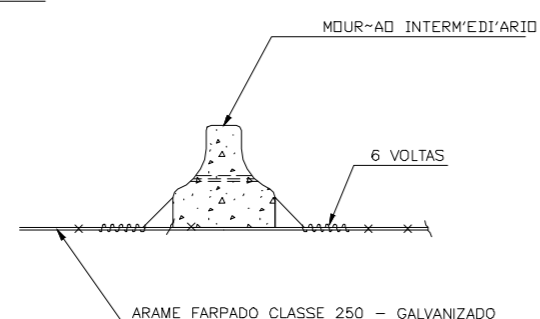 MOUR~AO INTERM'EDI'ARIO
6 VOLTAS
ARAME FARPADO CLASSE 250 – GALVANIZADO